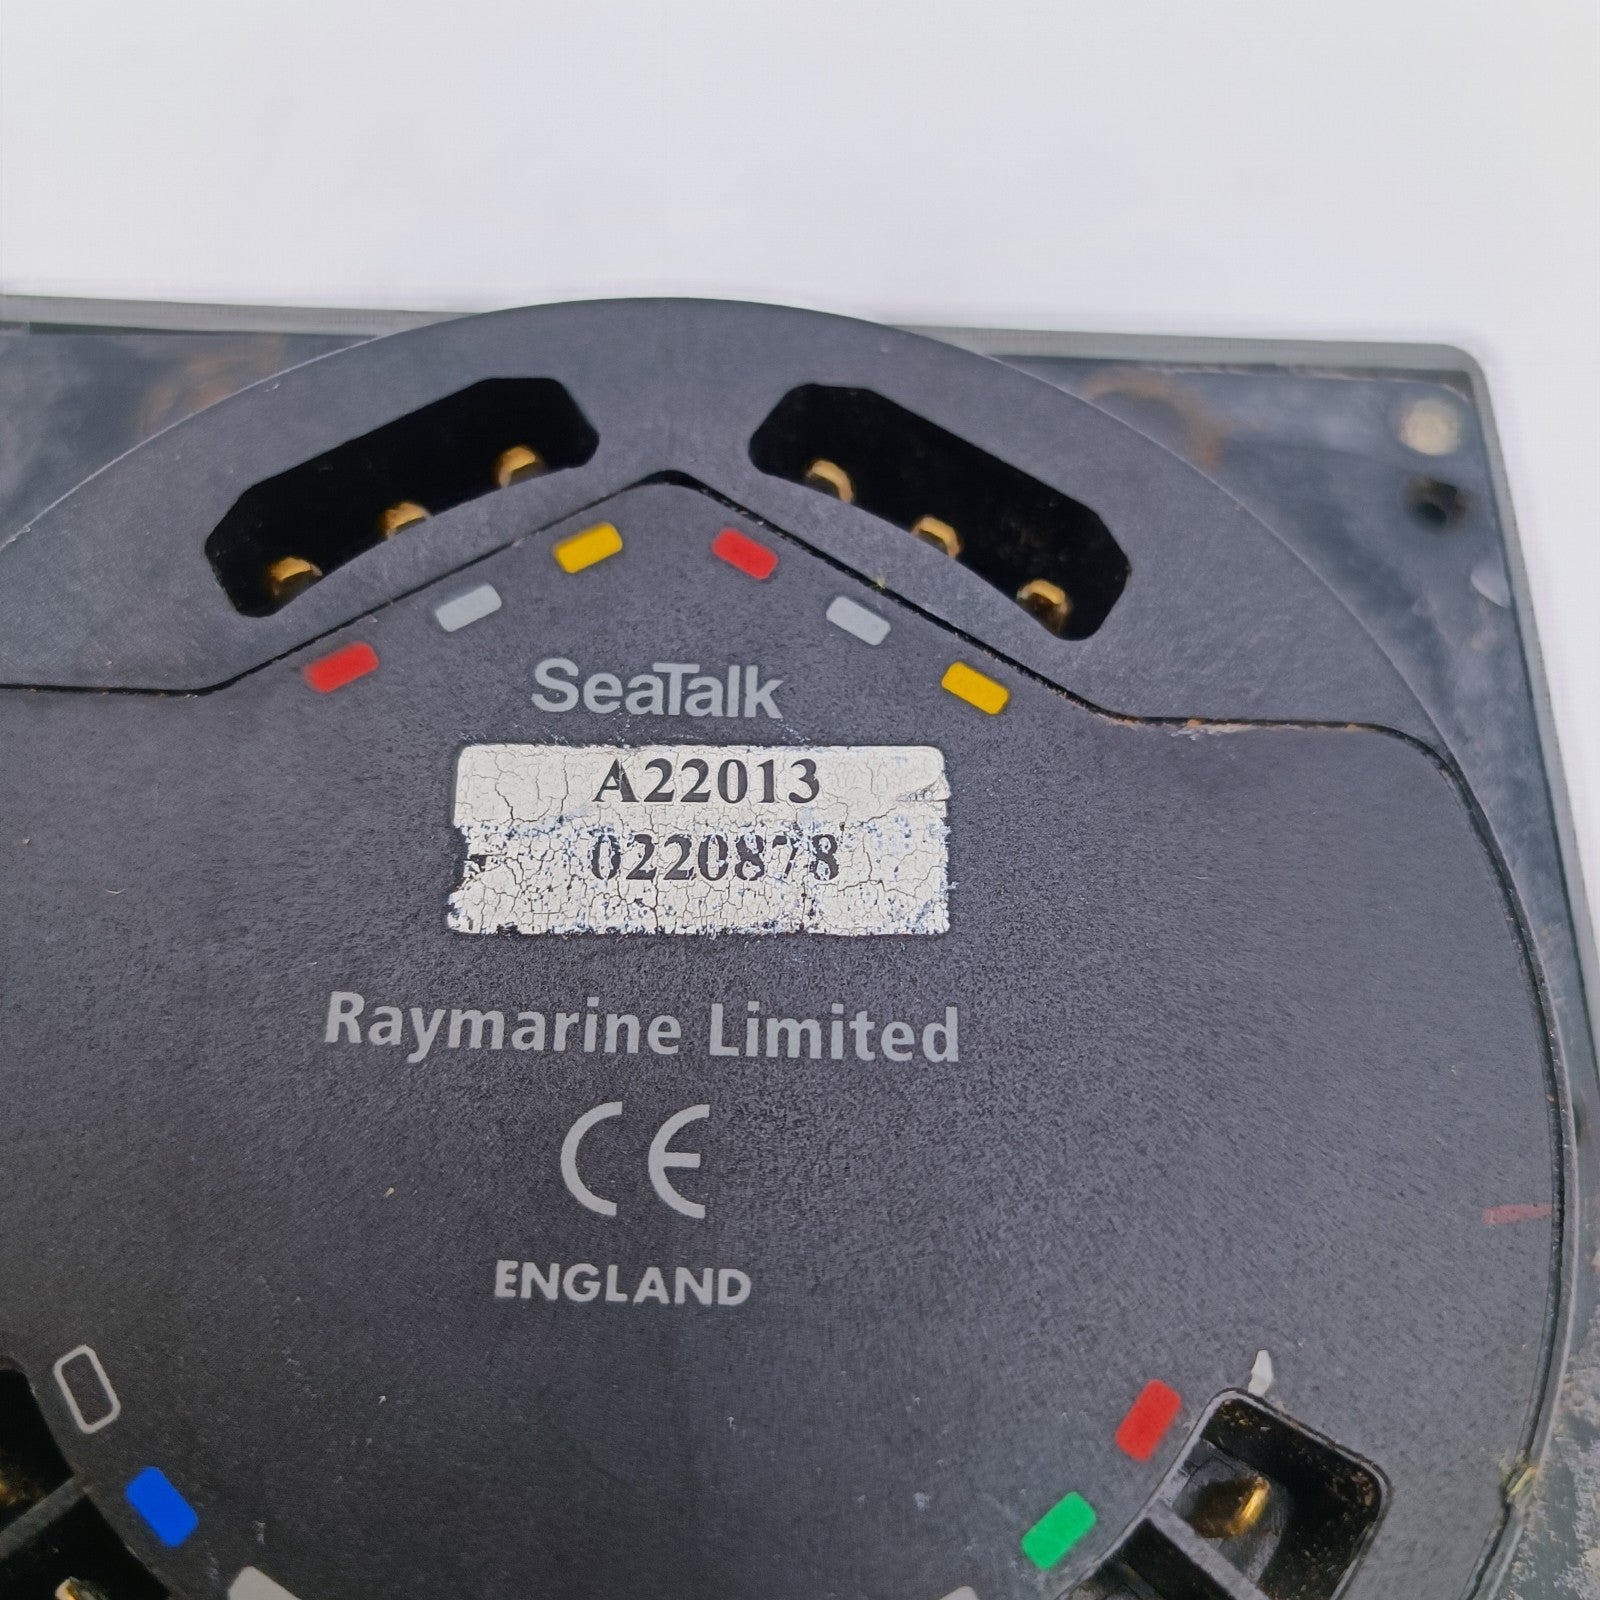 SeaTalk
A22013
0220878
Raymarine Limited
CE
ENGLAND